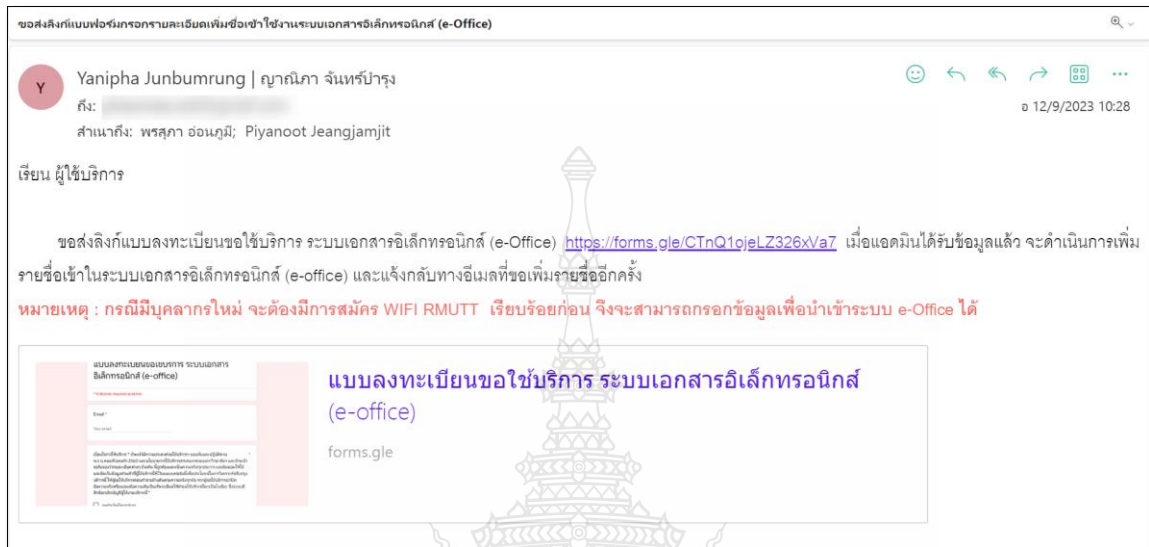 ขอส่งลิงก์แบบฟอร์มกรอกรายละเอียดเพิ่มชื่อเข้าใช้งานระบบเอกสารอิเล็กทรอนิกส์ (e-Office)
Y
Yanipha Junbumrung | ญาณิภา จันทร์บำรุง
ถึง:
อ 12/9/2023 10:28
สำเนาถึง: พรสุภา อ่อนภูมี; Piyanoot Jeangjamjit
เรียน ผู้ใช้บริการ
ขอส่งลิงก์แบบลงทะเบียนขอใช้บริการ ระบบเอกสารอิเล็กทรอนิกส์ (e-Office) https://forms.gle/CTnQ1ojeLZ326xVa7 เมื่อแอดมินได้รับข้อมูลแล้ว จะดำเนินการเพิ่ม
รายชื่อเข้าในระบบเอกสารอิเล็กทรอนิกส์ (e-office) และแจ้งกลับทางอีเมลที่ขอเพิ่มรายชื่ออีกครั้ง
หมายเหตุ : กรณีมีบุคลากรใหม่ จะต้องมีการสมัคร WIFI RMUTT เรียบร้อยก่อน จึงจะสามารถกรอกข้อมูลเพื่อนำเข้าระบบ e-Office ได้
แบบลงทะเบียนขอใช้บริการ ระบบเอกสาร
อิเล็กทรอนิกส์ (e-office)
Email *
แบบลงทะเบียนขอใช้บริการ ระบบเอกสารอิเล็กทรอนิกส์
(e-office)
forms.gle